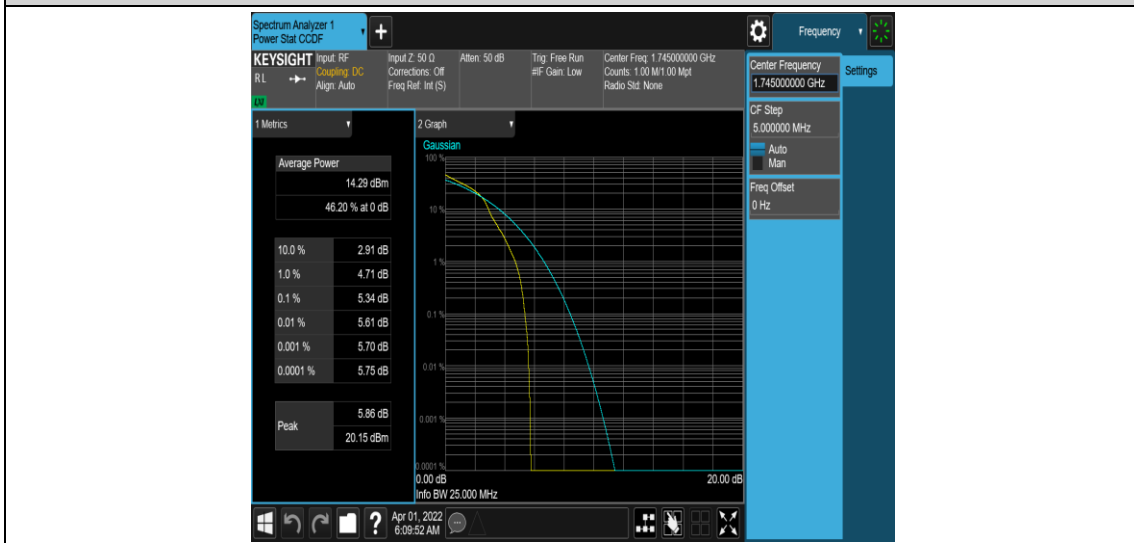 Spectrum Analyzer 1
Power Stat CCDF
Frequency
KEYSIGHT
RL
LXI
Input: RF
Coupling: DC
Align: Auto
Input Z: 50 Ω
Corrections: Off
Freq Ref: Int (S)
Atten: 50 dB
Trig: Free Run
#IF Gain: Low
Center Freq: 1.745000000 GHz
Counts: 1.00 M/1.00 Mpt
Radio Std: None
Center Frequency
1.745000000 GHz
Settings
CF Step
5.000000 MHz
Auto
Man
Freq Offset
0 Hz
1 Metrics
Average Power
14.29 dBm
46.20 % at 0 dB
10.0 % 2.91 dB
1.0 % 4.71 dB
0.1 % 5.34 dB
0.01 % 5.61 dB
0.001 % 5.70 dB
0.0001 % 5.75 dB
Peak
5.86 dB
20.15 dBm
2 Graph
Gaussian
100 %
10 %
1 %
0.1 %
0.01 %
0.001 %
0.0001 %
0.00 dB 20.00 dB
Info BW 25.000 MHz
?
Apr 01, 2022
6:09:52 AM